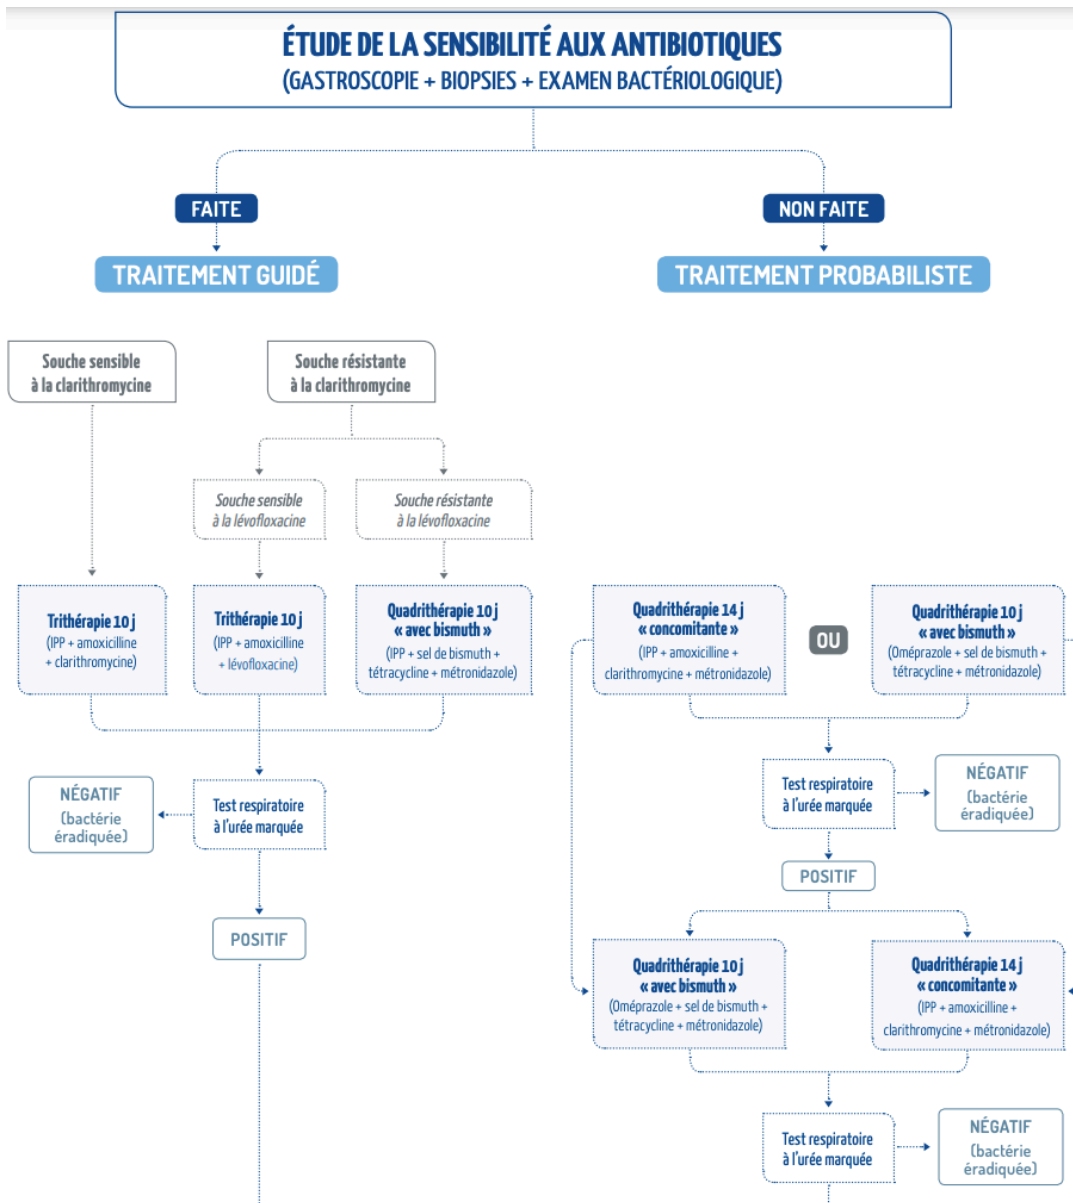 ÉTUDE DE LA SENSIBILITÉ AUX ANTIBIOTIQUES
(GASTROSCOPIE + BIOPSIES + EXAMEN BACTÉRIOLOGIQUE)
FAITE
NON FAITE
TRAITEMENT GUIDÉ
TRAITEMENT PROBABILISTE
Souche sensible
à la clarithromycine
Souche résistante
à la clarithromycine
Souche sensible
à la lévofloxacine
Souche résistante
à la lévofloxacine
Trithérapie 10 j
(IPP + amoxicilline
+ clarithromycine)
Trithérapie 10 j
(IPP + amoxicilline
+ lévofloxacine)
Quadrithérapie 10 j
« avec bismuth »
(IPP + sel de bismuth +
tétracycline + métronidazole)
Quadrithérapie 14 j
« concomitante »
(IPP + amoxicilline +
clarithromycine + métronidazole)
OU
Quadrithérapie 10 j
« avec bismuth »
(Oméprazole + sel de bismuth +
tétracycline + métronidazole)
NÉGATIF
(bactérie
éradiquée)
Test respiratoire
à l'urée marquée
POSITIF
Test respiratoire
à l'urée marquée
NÉGATIF
(bactérie
éradiquée)
POSITIF
Quadrithérapie 10 j
« avec bismuth »
(Oméprazole + sel de bismuth +
tétracycline + métronidazole)
Quadrithérapie 14 j
« concomitante »
(IPP + amoxicilline +
clarithromycine + métronidazole)
Test respiratoire
à l'urée marquée
NÉGATIF
(bactérie
éradiquée)